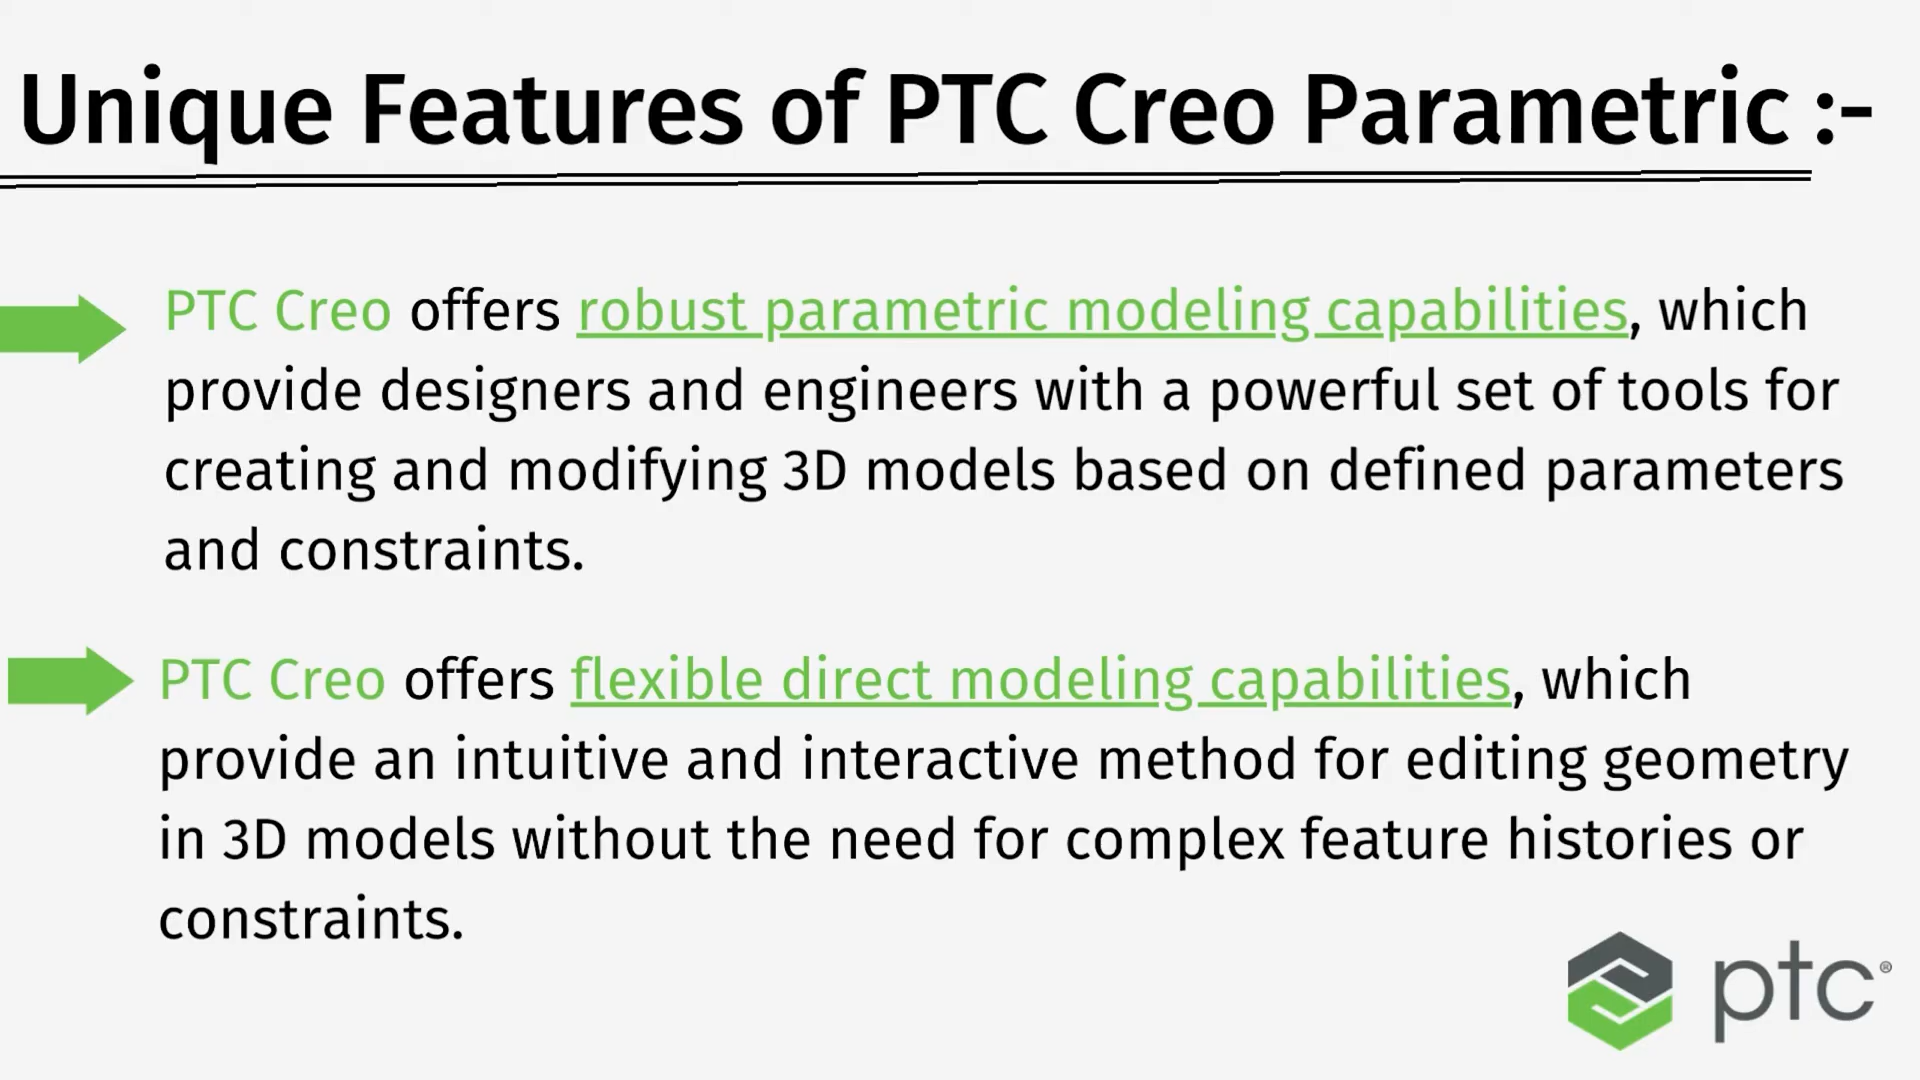 Unique Features of PTC Creo Parametric :-
PTC Creo offers robust parametric modeling capabilities, which
provide designers and engineers with a powerful set of tools for
creating and modifying 3D models based on defined parameters
and constraints.
PTC Creo offers flexible direct modeling capabilities, which
provide an intuitive and interactive method for editing geometry
in 3D models without the need for complex feature histories or
constraints.
ptc®